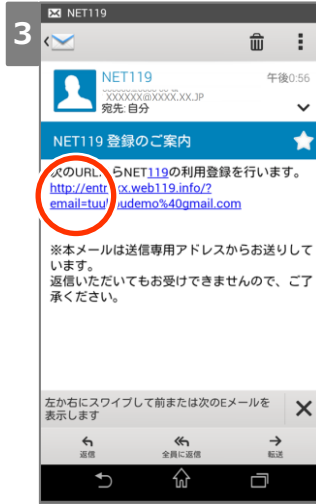 3
NET119
NET119
午後0:56
XXXXXX@XXXX.XX.JP
宛先: 自分
NET119 登録のご案内
次のURLからNET119の利用登録を行います。
http://entr xx.web119.info/?
email=tuu udemo%40gmail.com
※本メールは送信専用アドレスからお送りして
います。
返信いただいてもお受けできませんので、ご了
承ください。
左か右にスワイプして前または次のEメールを
表示します
返信
全員に返信
転送